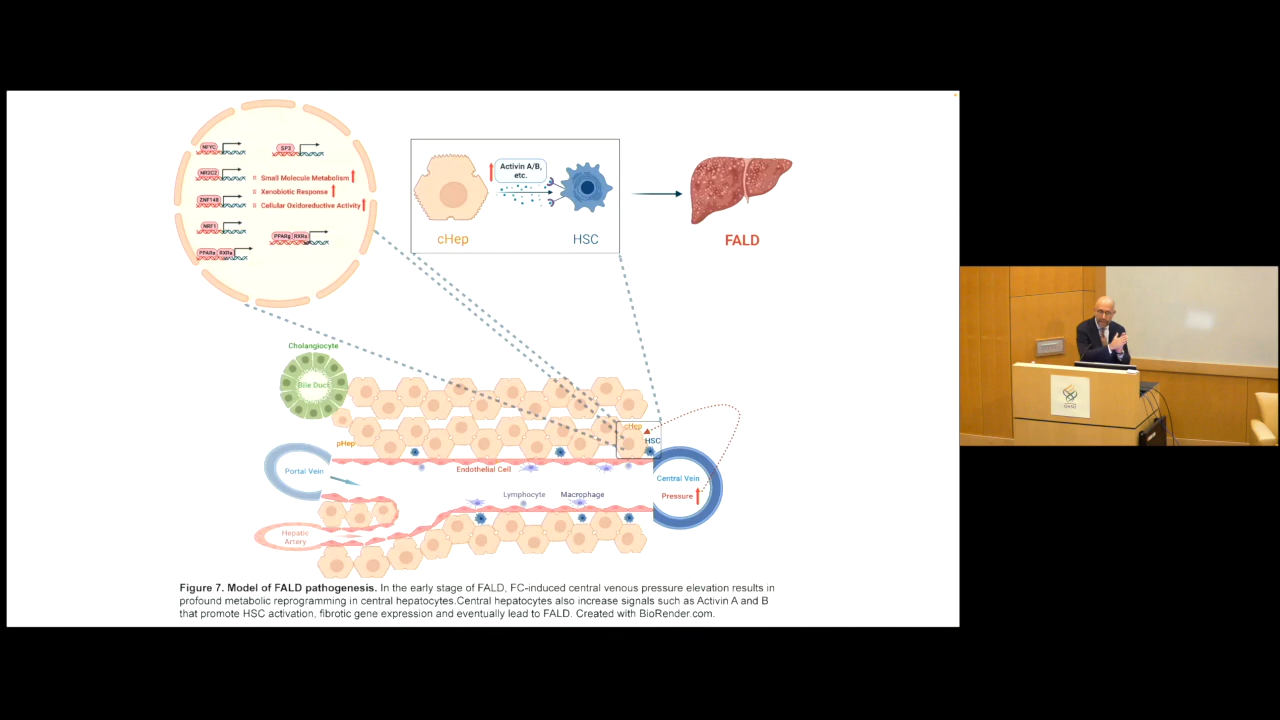 NFYC
SP3
NR2C2
Small Molecule Metabolism
Xenobiotic Response
ZNF148
Cellular Oxidoreductive Activity
NRF1
PPARg RXRa
PPARa RXRa
Activin A/B,
etc.
cHep
HSC
FALD
Cholangiocyte
Bile Duct
cHep
pHep
HSC
Portal Vein
Endothelial Cell
Central Vein
Lymphocyte
Macrophage
Pressure
Hepatic
Artery
Figure 7. Model of FALD pathogenesis. In the early stage of FALD, FC-induced central venous pressure elevation results in
profound metabolic reprogramming in central hepatocytes.Central hepatocytes also increase signals such as Activin A and B
that promote HSC activation, fibrotic gene expression and eventually lead to FALD. Created with BioRender.com.